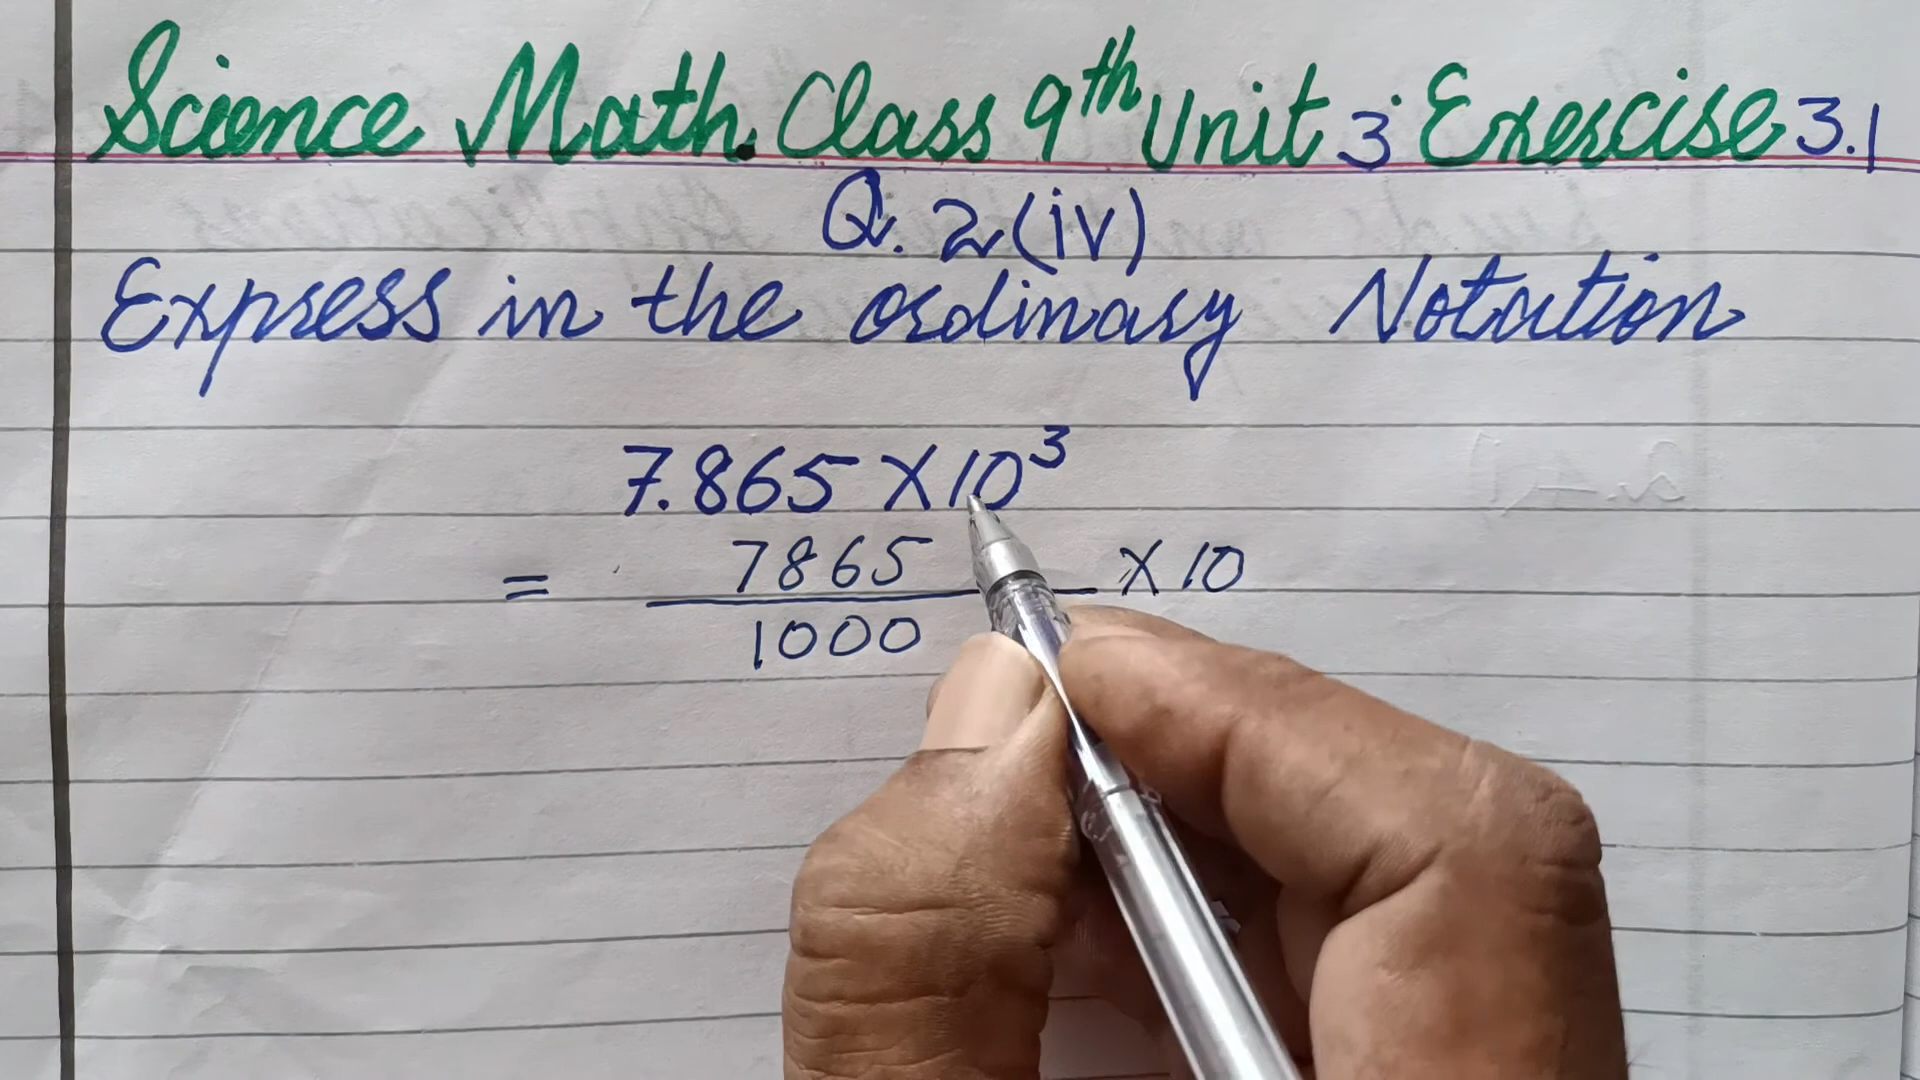 Science Math. Class 9th Unit 3 Exercise 3.1
Q. 2(iv)
Express in the ordinary Notation
7.865 × 10³
= 7865/1000 × 10